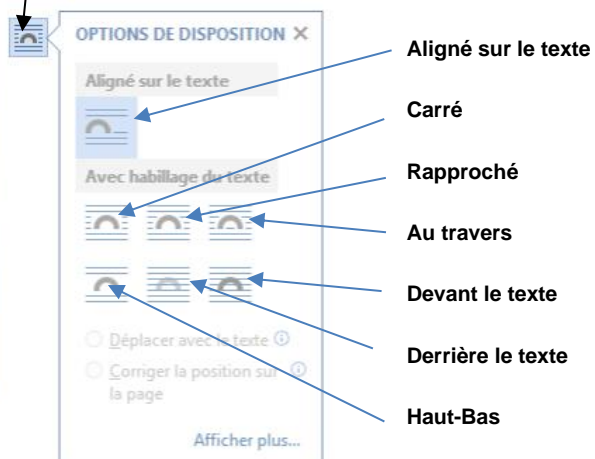 OPTIONS DE DISPOSITION
Aligné sur le texte
Avec habillage du texte
Déplacer avec le texte
Corriger la position sur
la page
Afficher plus...
Aligné sur le texte
Carré
Rapproché
Au travers
Devant le texte
Derrière le texte
Haut-Bas